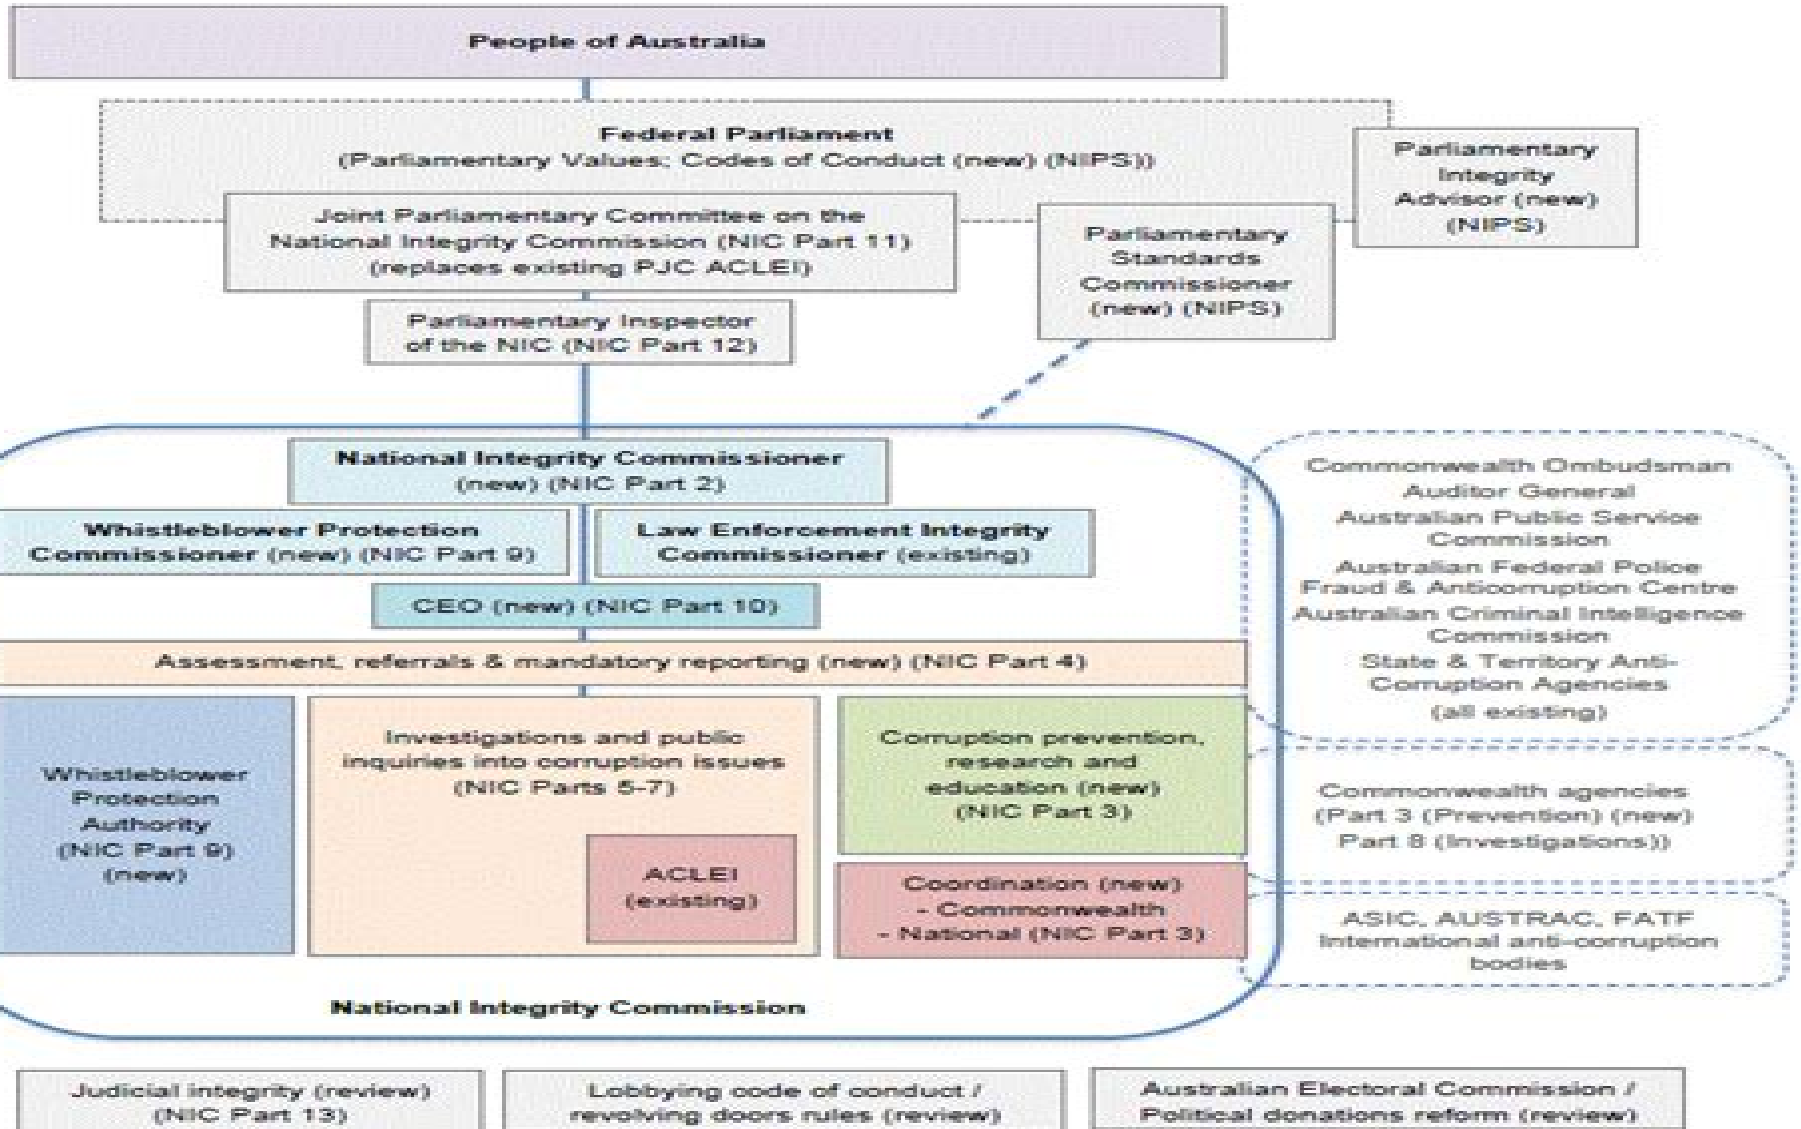 People of Australia
Federal Parliament
(Parliamentary Values; Codes of Conduct (new) (NIPS))
Parliamentary
Integrity
Advisor (new)
(NIPS)
Joint Parliamentary Committee on the
National Integrity Commission (NIC Part 11)
(replaces existing PJC ACLEI)
Parliamentary
Standards
Commissioner
(new) (NIPS)
Parliamentary Inspector
of the NIC (NIC Part 12)
National Integrity Commissioner
(new) (NIC Part 2)
Whistleblower Protection
Commissioner (new) (NIC Part 9)
Law Enforcement Integrity
Commissioner (existing)
CEO (new) (NIC Part 10)
Assessment, referrals & mandatory reporting (new) (NIC Part 4)
Whistleblower
Protection
Authority
(NIC Part 9)
(new)
Investigations and public
inquiries into corruption issues
(NIC Parts 5-7)
ACLEI
(existing)
Corruption prevention,
research and
education (new)
(NIC Part 3)
Coordination (new)
- Commonwealth
- National (NIC Part 3)
National Integrity Commission
Commonwealth Ombudsman
Auditor General
Australian Public Service
Commission
Australian Federal Police
Fraud & Anticorruption Centre
Australian Criminal Intelligence
Commission
State & Territory Anti-
Corruption Agencies
(all existing)
Commonwealth agencies
(Part 3 (Prevention) (new)
Part 8 (Investigations))
ASIC, AUSTRAC, FATF
International anti-corruption
bodies
Judicial integrity (review)
(NIC Part 13)
Lobbying code of conduct /
revolving doors rules (review)
Australian Electoral Commission /
Political donations reform (review)